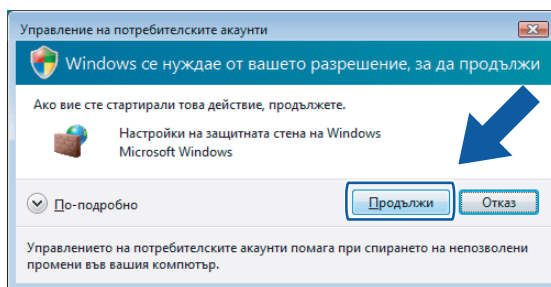 Управление на потребителските акаунти
Windows се нуждае от вашето разрешение, за да продължи
Ако вие сте стартирали това действие, продължете.
Настройки на защитната стена на Windows
Microsoft Windows
По-подробно
Продължи
Отказ
Управлението на потребителските акаунти помага при спирането на непозволени
промени във вашия компютър.